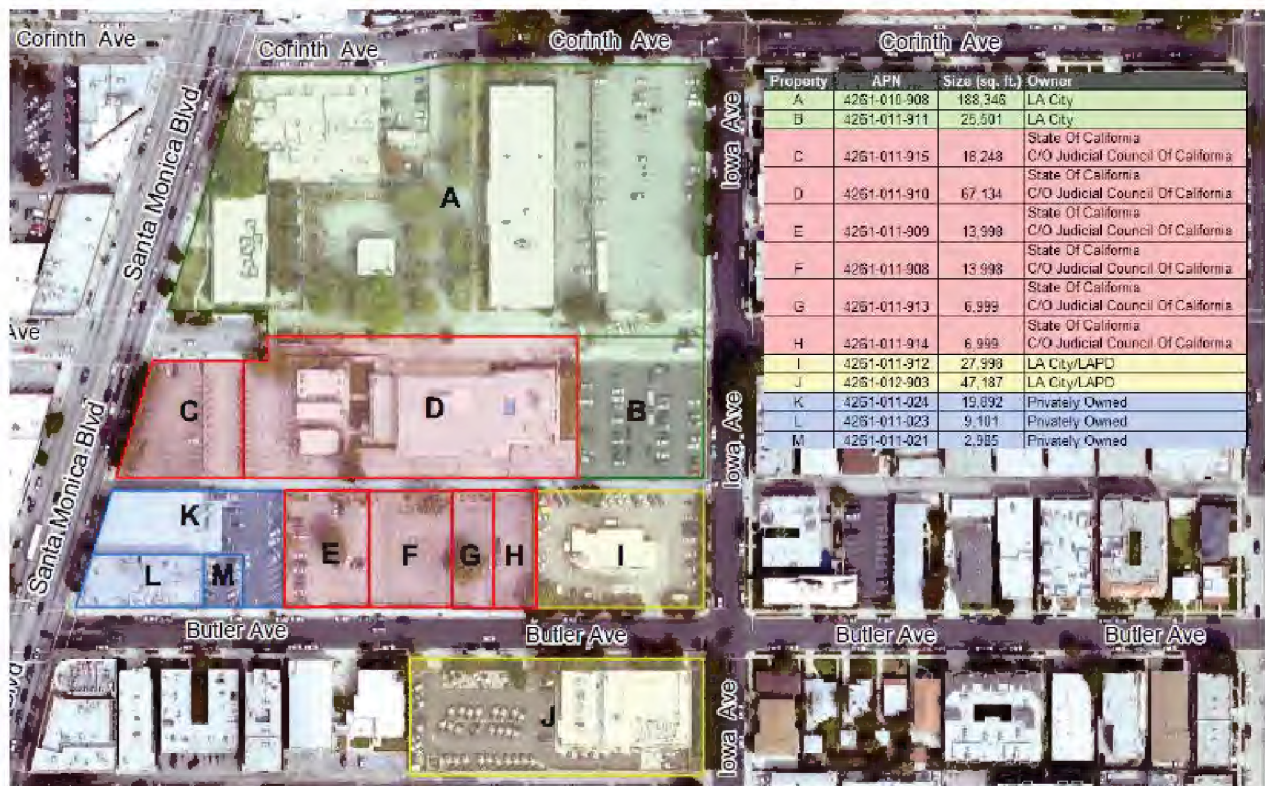 Corinth Ave
Corinth Ave
Corinth Ave
Corinth Ave
Santa Monica Blvd
Iowa Ave
Property APN Size (sq. ft.) Owner
A 4261-010-908 188,346 LA City
B 4261-011-911 25,501 LA City
State Of California
C 4261-011-915 18,248 C/O Judicial Council Of California
State Of California
D 4261-011-910 67,134 C/O Judicial Council Of California
State Of California
E 4261-011-909 13,998 C/O Judicial Council Of California
State Of California
F 4261-011-908 13,998 C/O Judicial Council Of California
State Of California
G 4261-011-913 6,999 C/O Judicial Council Of California
State Of California
H 4261-011-914 6,999 C/O Judicial Council Of California
I 4261-011-912 27,998 LA City/LAPD
J 4261-012-903 47,187 LA City/LAPD
K 4261-011-024 19,892 Privately Owned
L 4261-011-023 9,101 Privately Owned
M 4261-011-021 2,985 Privately Owned
A
Ave
C
D
B
Santa Monica Blvd
Iowa Ave
K
E
F
G
H
I
L
M
Butler Ave
Butler Ave
Butler Ave
Butler Ave
Blvd
J
Iowa Ave